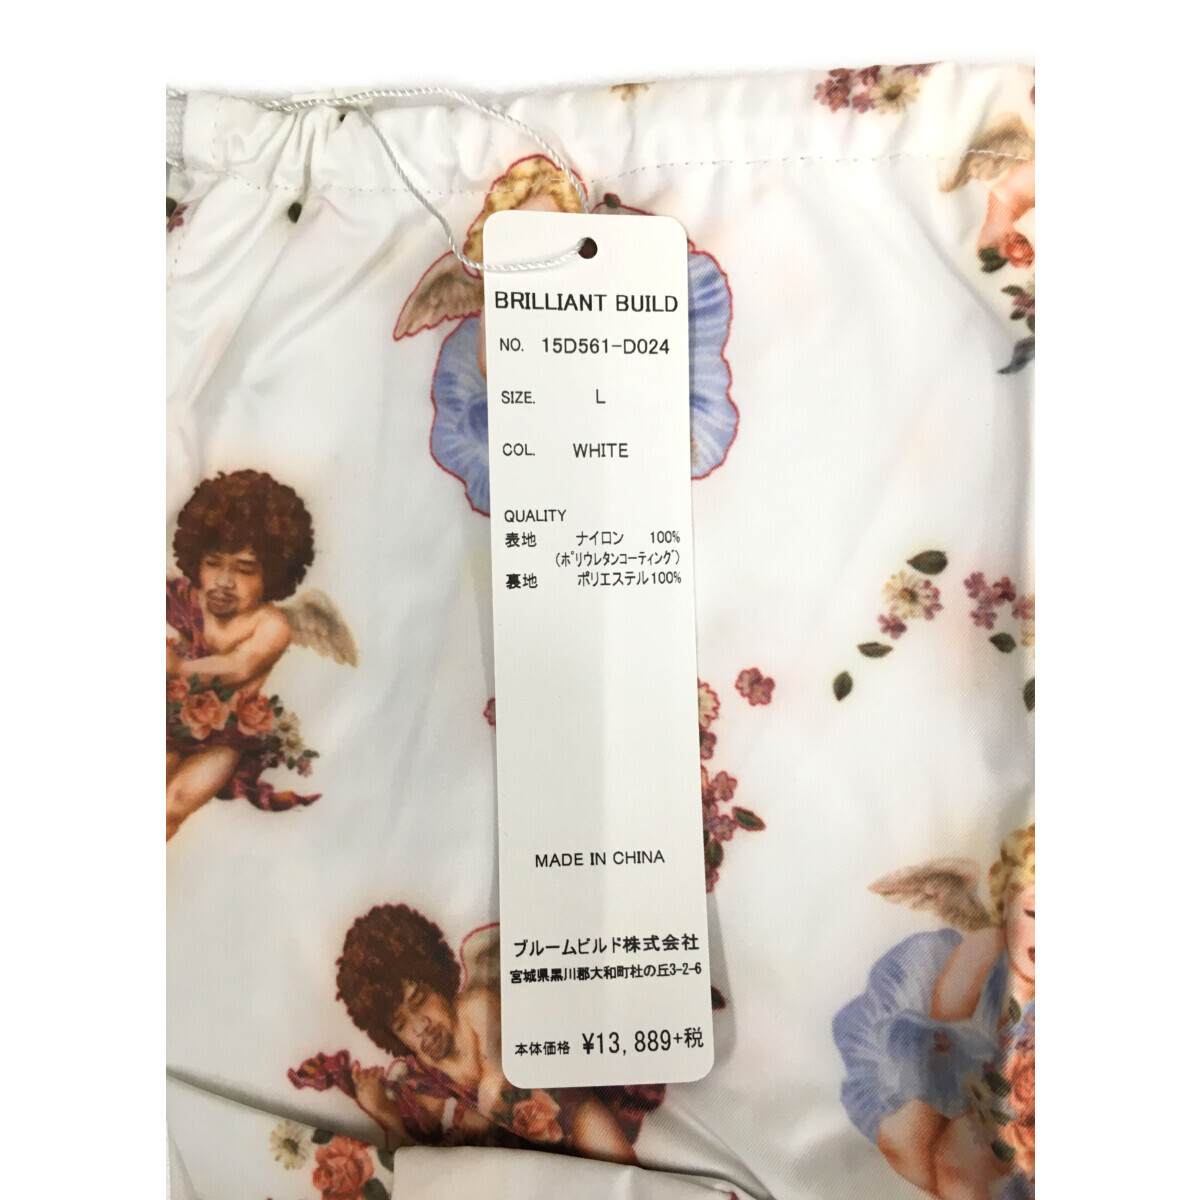 BRILLIANT BUILD
NO. 15D561-D024
SIZE. L
COL. WHITE
QUALITY
表地 ナイロン 100%
(ポリウレタンコーティング)
裏地 ポリエステル100%
MADE IN CHINA
ブルームビルド株式会社
宮城県黒川郡大和町杜の丘3-2-6
本体価格 ¥13,889+税